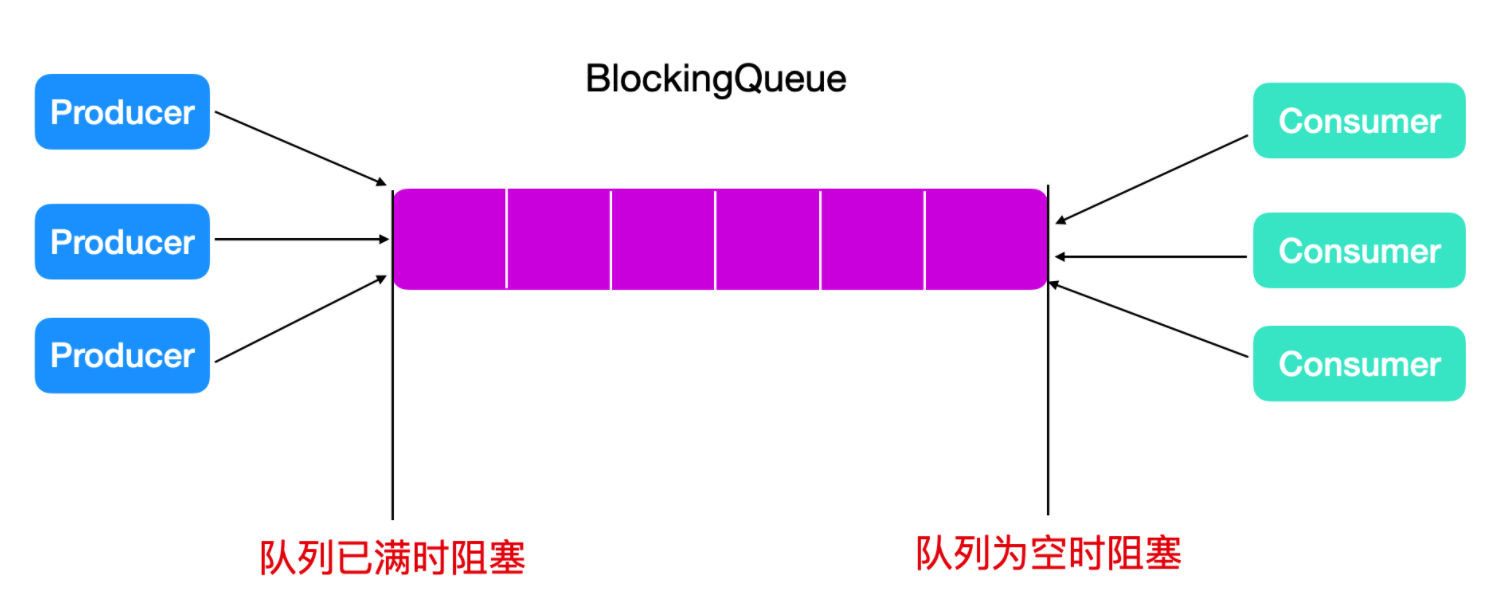 BlockingQueue
Producer
Producer
Producer
Consumer
Consumer
Consumer
队列已满时阻塞
队列为空时阻塞